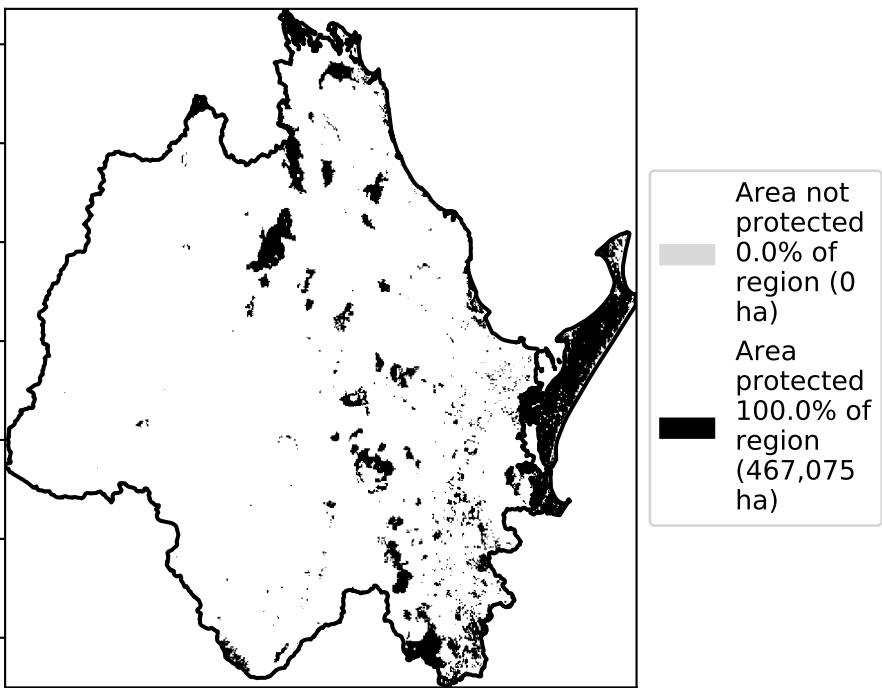 Area not
protected
0.0% of
region (0
ha)
Area
protected
100.0% of
region
(467,075
ha)